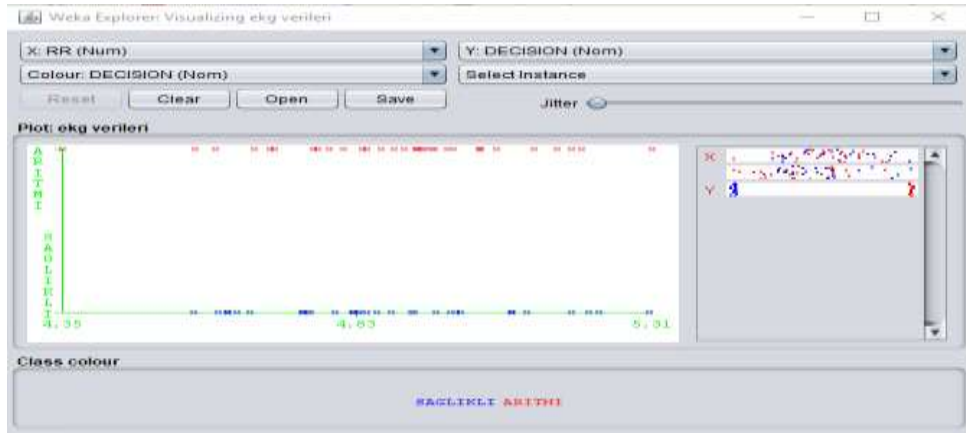 Weka Explorer: Visualizing ekg verileri
X: RR (Num) Y: DECISION (Nom)
Colour: DECISION (Nom) Select Instance
Reset Clear Open Save Jitter
Plot: ekg verileri
ARITMI
SAGLIKLI
X
Y
4,35 4,83 5,31
Class colour
SAGLIKLI ARITMI